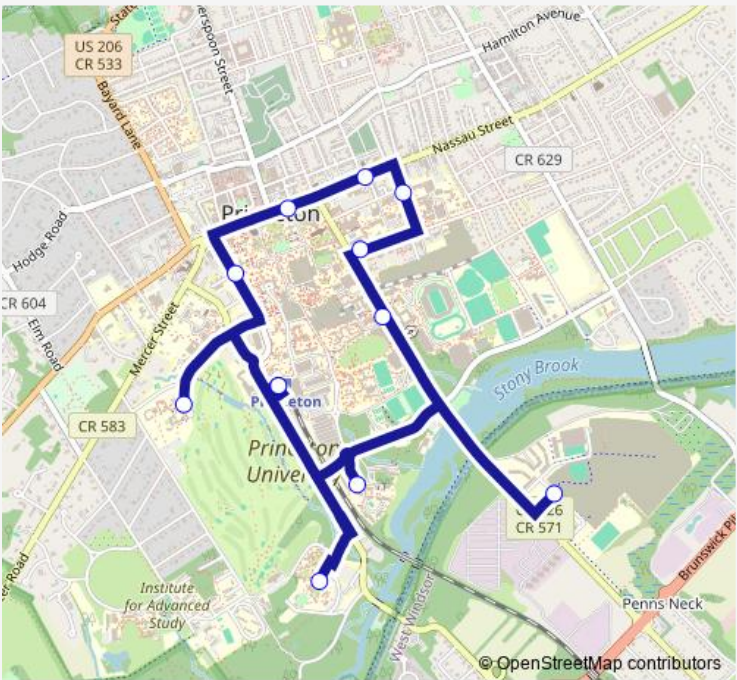 US 206
CR 533
Hamilton Avenue
Bayard Lane
Nassau Street
CR 629
Hodge Road
CR 604
Elm Road
Mercer Street
Stony Brook
CR 583
CR 571
Institute
for Advanced
Study
West Windsor
Penns Neck
© OpenStreetMap contributors